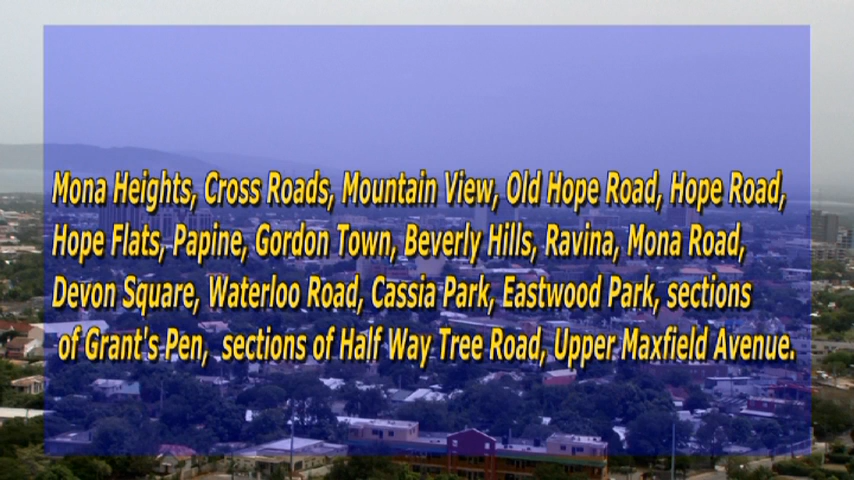 Mona Heights, Cross Roads, Mountain View, Old Hope Road, Hope Road,
Hope Flats, Papine, Gordon Town, Beverly Hills, Ravina, Mona Road,
Devon Square, Waterloo Road, Cassia Park, Eastwood Park, sections
of Grant's Pen,  sections of Half Way Tree Road, Upper Maxfield Avenue.